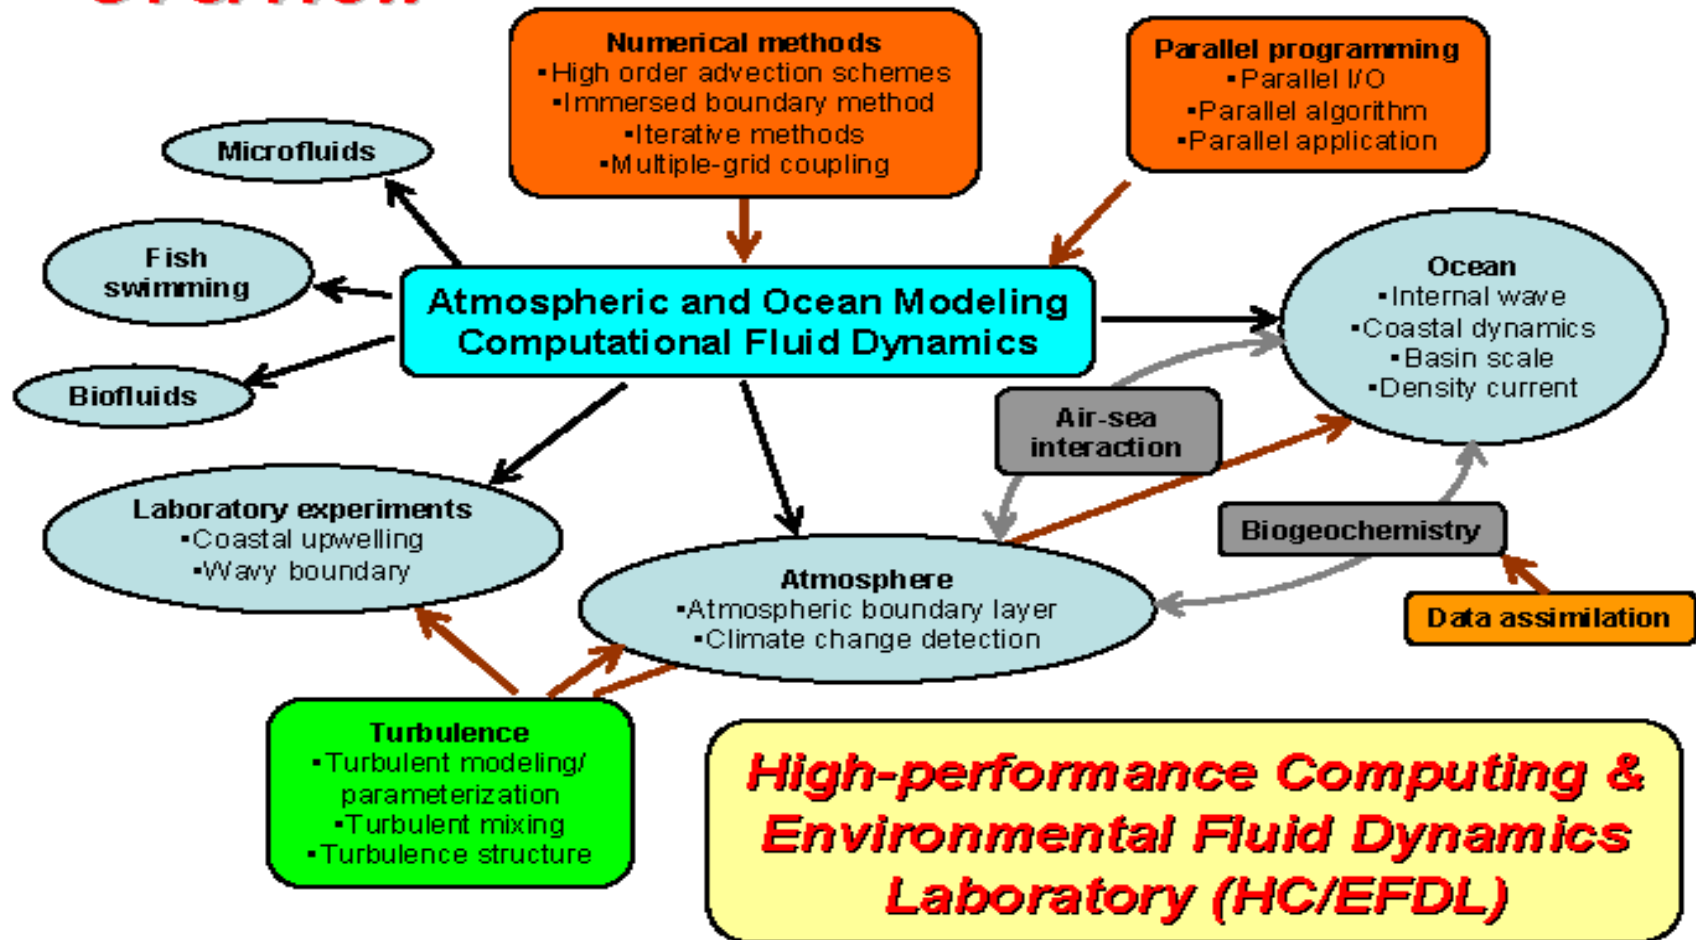 Numerical methods
▪High order advection schemes
▪Immersed boundary method
▪Iterative methods
▪Multiple-grid coupling
Parallel programming
▪Parallel I/O
▪Parallel algorithm
▪Parallel application
Microfluids
Fish
swimming
Biofluids
Atmospheric and Ocean Modeling
Computational Fluid Dynamics
Ocean
▪Internal wave
▪Coastal dynamics
▪Basin scale
▪Density current
Air-sea
interaction
Laboratory experiments
▪Coastal upwelling
▪Wavy boundary
Biogeochemistry
Atmosphere
▪Atmospheric boundary layer
▪Climate change detection
Data assimilation
Turbulence
▪Turbulent modeling/
parameterization
▪Turbulent mixing
▪Turbulence structure
High-performance Computing &
Environmental Fluid Dynamics
Laboratory (HC/EFDL)